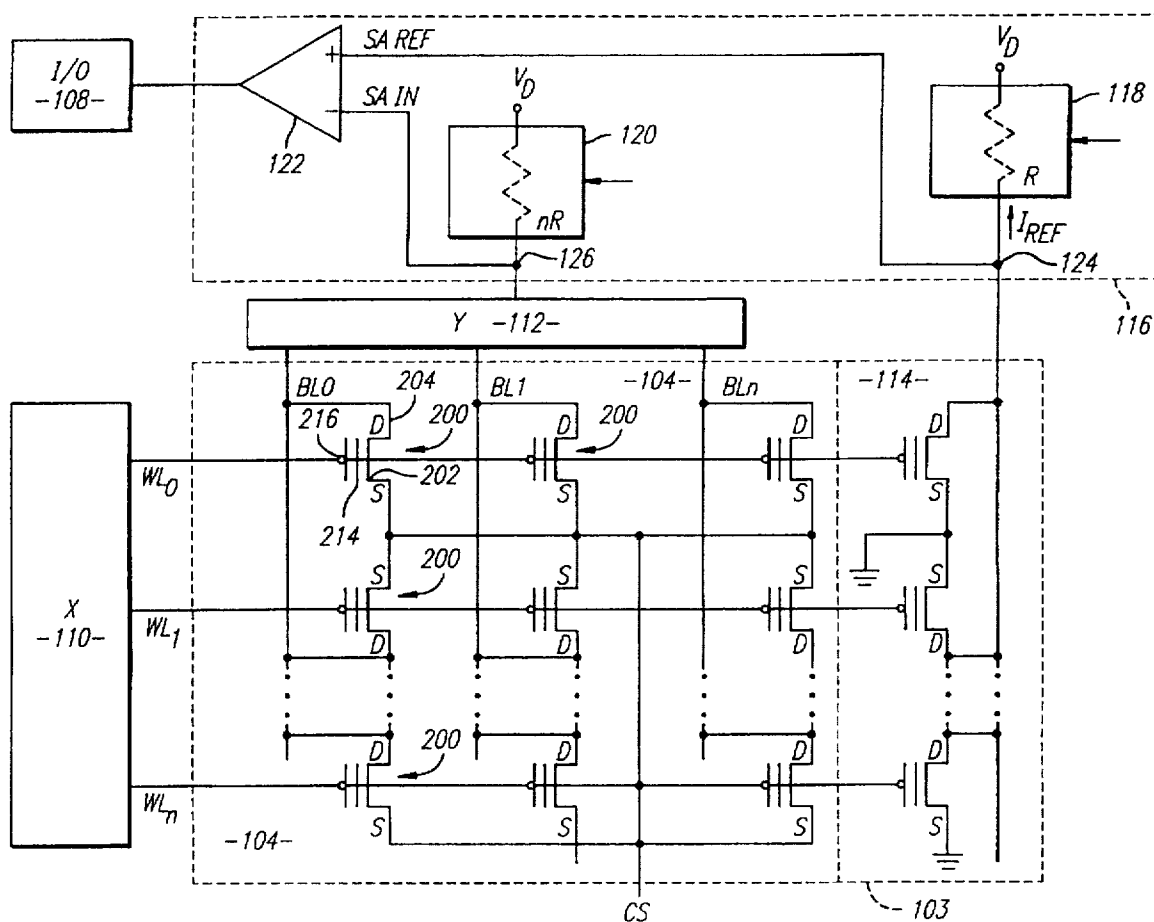 I/O
-108-
SA REF
SA IN
122
V_D
120
nR
126
V_D
118
R
I_REF
124
116
Y -112-
X
-110-
BL0
204
BL1
-104-
BLn
-114-
216
D
200
D
200
D
D
WL_0
214
S
202
S
S
S
S
200
S
S
S
WL_1
D
D
D
D
D
200
D
D
D
WL_n
S
S
S
S
-104-
CS
103